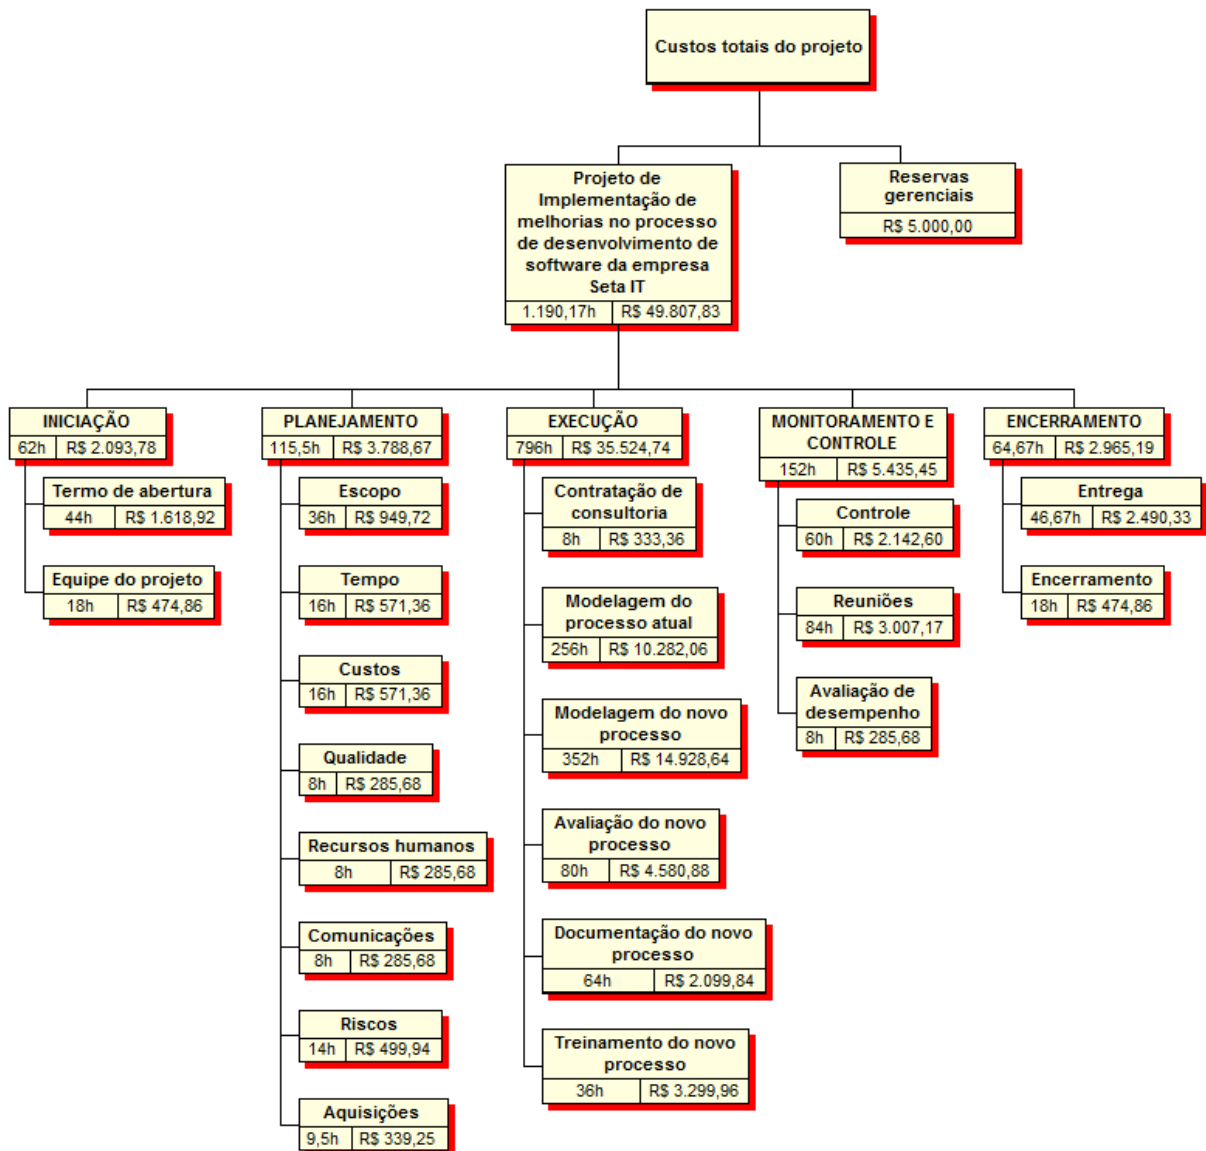 Custos totais do projeto
Projeto de
Implementação de
melhorias no processo
de desenvolvimento de
software da empresa
Seta IT
1.190,17h R$ 49.807,83
Reservas
gerenciais
R$ 5.000,00
INICIAÇÃO
62h R$ 2.093,78
Termo de abertura
44h R$ 1.618,92
Equipe do projeto
18h R$ 474,86
PLANEJAMENTO
115,5h R$ 3.788,67
Escopo
36h R$ 949,72
Tempo
16h R$ 571,36
Custos
16h R$ 571,36
Qualidade
8h R$ 285,68
Recursos humanos
8h R$ 285,68
Comunicações
8h R$ 285,68
Riscos
14h R$ 499,94
Aquisições
9,5h R$ 339,25
EXECUÇÃO
796h R$ 35.524,74
Contratação de
consultoria
8h R$ 333,36
Modelagem do
processo atual
256h R$ 10.282,06
Modelagem do novo
processo
352h R$ 14.928,64
Avaliação do novo
processo
80h R$ 4.580,88
Documentação do novo
processo
64h R$ 2.099,84
Treinamento do novo
processo
36h R$ 3.299,96
MONITORAMENTO E
CONTROLE
152h R$ 5.435,45
Controle
60h R$ 2.142,60
Reuniões
84h R$ 3.007,17
Avaliação de
desempenho
8h R$ 285,68
ENCERRAMENTO
64,67h R$ 2.965,19
Entrega
46,67h R$ 2.490,33
Encerramento
18h R$ 474,86